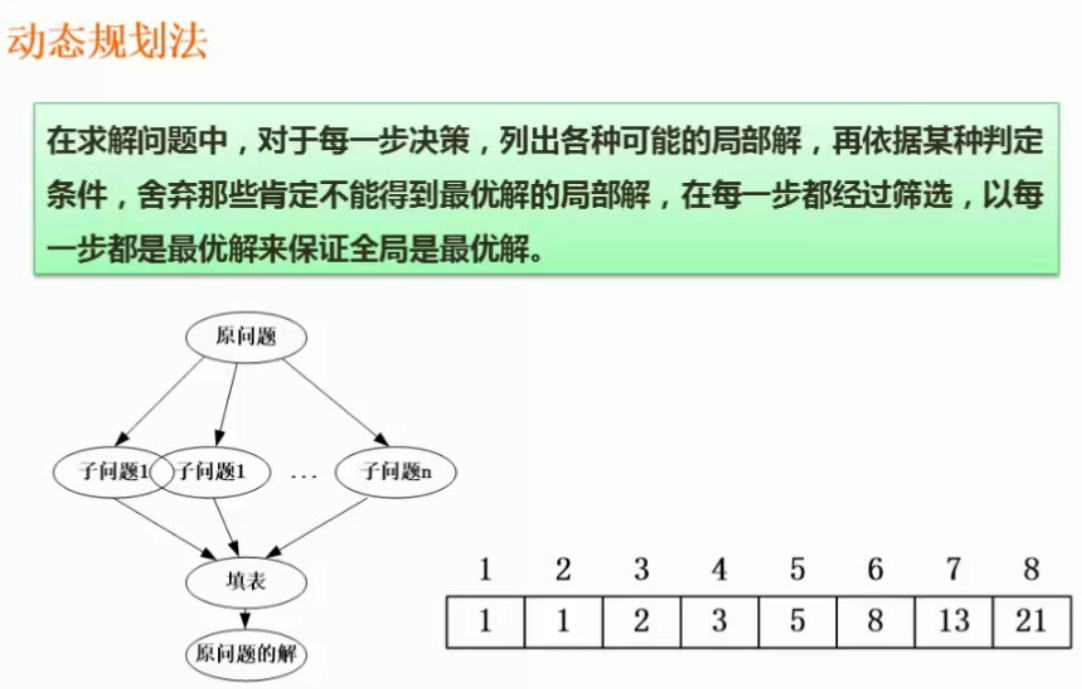 动态规划法
在求解问题中，对于每一步决策，列出各种可能的局部解，再依据某种判定
条件，舍弃那些肯定不能得到最优解的局部解，在每一步都经过筛选，以每
一步都是最优解来保证全局是最优解。
原问题
子问题1 子问题1 ... 子问题n
填表
原问题的解
1 2 3 4 5 6 7 8
1 1 2 3 5 8 13 21